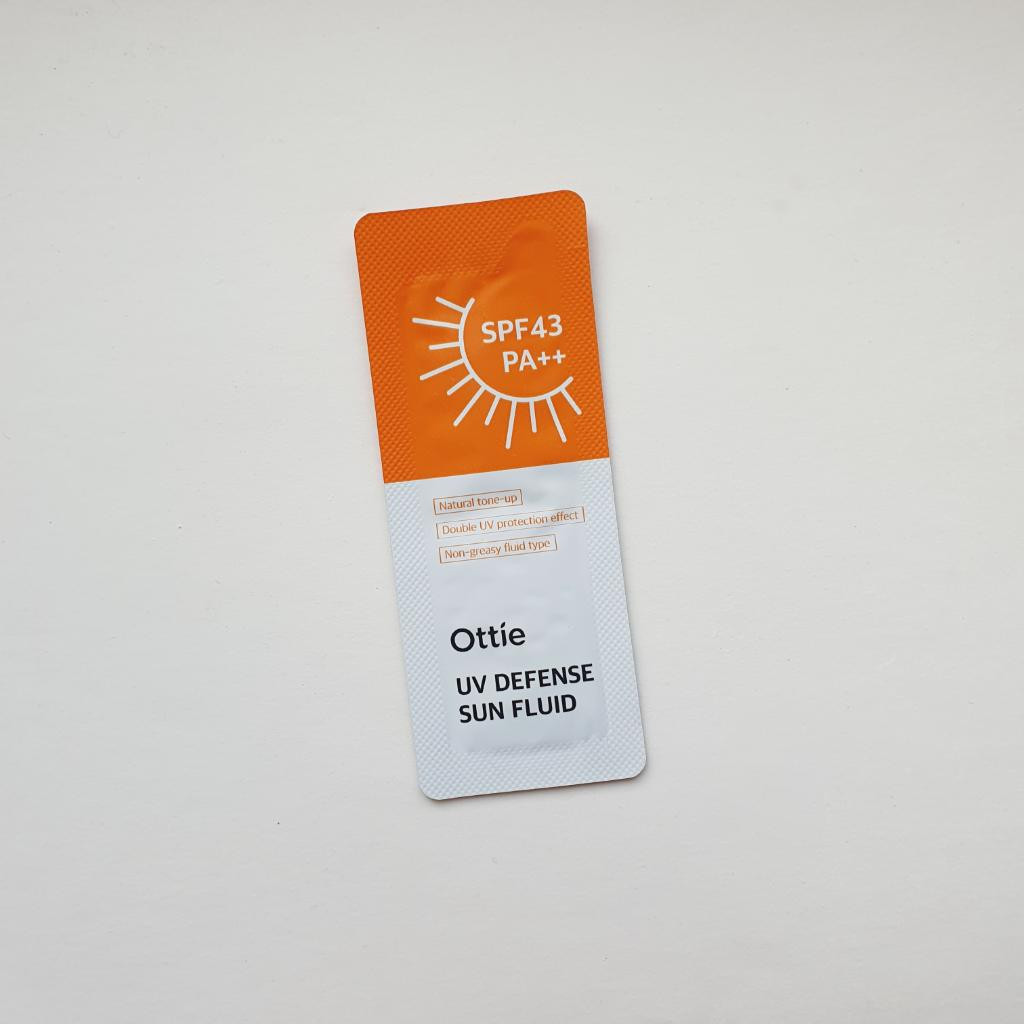 SPF43
PA++
Natural tone-up
Double UV protection effect
Non-greasy fluid type
Ottie
UV DEFENSE
SUN FLUID